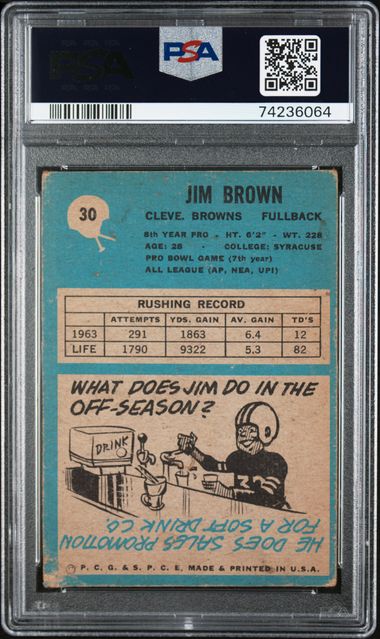 PSA
PSA
74236064
30
JIM BROWN
CLEVE. BROWNS FULLBACK
8th YEAR PRO - HT. 6'2" - WT. 228
AGE: 28 - COLLEGE: SYRACUSE
PRO BOWL GAME (7th year)
ALL LEAGUE (AP, NEA, UPI)
RUSHING RECORD
ATTEMPTS YDS. GAIN AV. GAIN TD'S
1963 291 1863 6.4 12
LIFE 1790 9322 5.3 82
WHAT DOES JIM DO IN THE
OFF-SEASON?
DRINK
HE DOES SALES PROMOTION
FOR A SOFT DRINK CO.
© P. C. G. & S. P. C. E. MADE & PRINTED IN U.S.A.